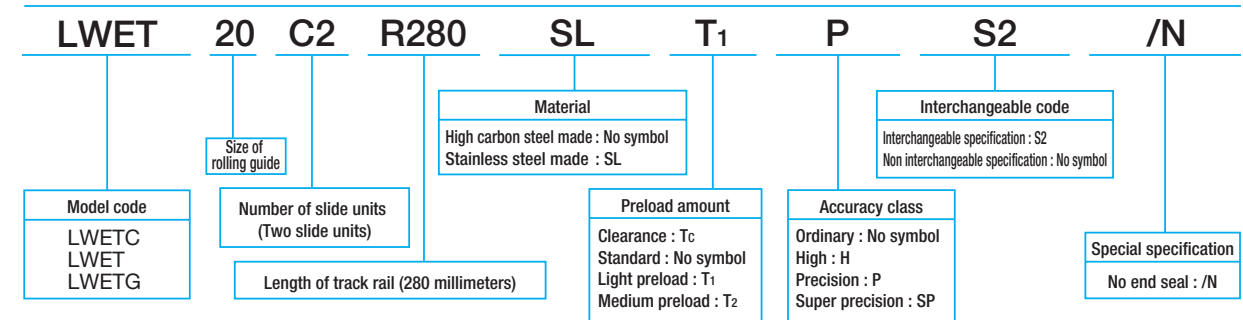 LWET 20 C2 R280 SL T1 P S2 /N
Size of
rolling guide
Material
High carbon steel made : No symbol
Stainless steel made : SL
Interchangeable code
Interchangeable specification : S2
Non interchangeable specification : No symbol
Model code
LWETC
LWET
LWETG
Number of slide units
(Two slide units)
Length of track rail (280 millimeters)
Preload amount
Clearance : Tc
Standard : No symbol
Light preload : T1
Medium preload : T2
Accuracy class
Ordinary : No symbol
High : H
Precision : P
Super precision : SP
Special specification
No end seal : /N